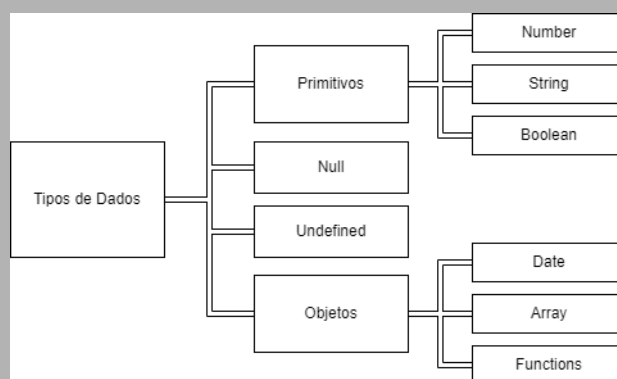 Tipos de Dados
Primitivos
Number
String
Boolean
Null
Undefined
Objetos
Date
Array
Functions